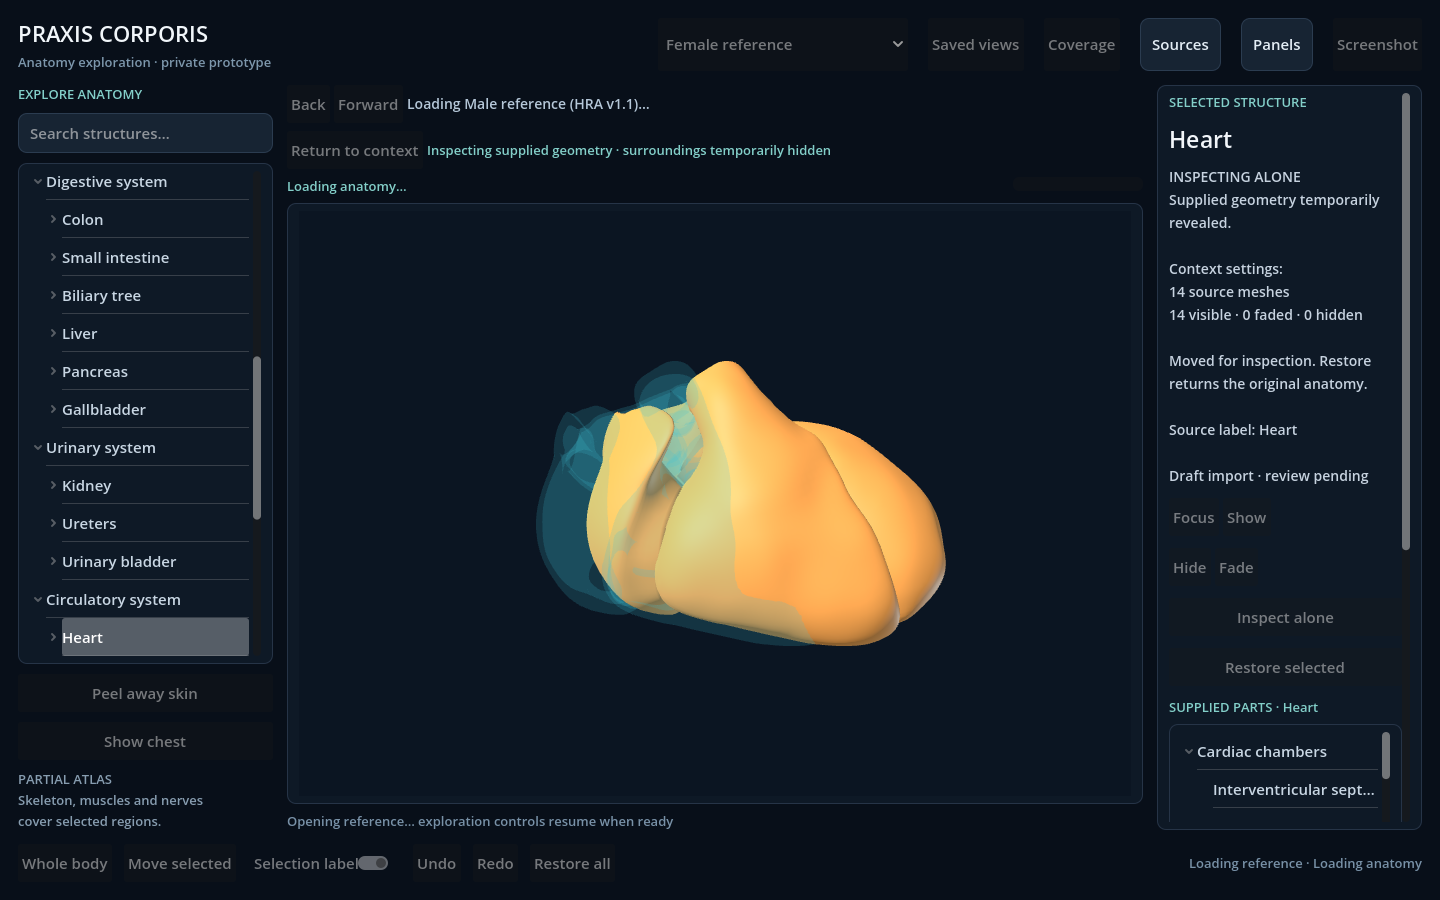 PRAXIS CORPORIS
Anatomy exploration · private prototype
Female reference
Saved views
Coverage
Sources
Panels
Screenshot
EXPLORE ANATOMY
Search structures...
Digestive system
Colon
Small intestine
Biliary tree
Liver
Pancreas
Gallbladder
Urinary system
Kidney
Ureters
Urinary bladder
Circulatory system
Heart
Peel away skin
Show chest
PARTIAL ATLAS
Skeleton, muscles and nerves
cover selected regions.
Back
Forward
Loading Male reference (HRA v1.1)...
Return to context
Inspecting supplied geometry · surroundings temporarily hidden
Loading anatomy...
Opening reference... exploration controls resume when ready
SELECTED STRUCTURE
Heart
INSPECTING ALONE
Supplied geometry temporarily
revealed.
Context settings:
14 source meshes
14 visible · 0 faded · 0 hidden
Moved for inspection. Restore
returns the original anatomy.
Source label: Heart
Draft import · review pending
Focus
Show
Hide
Fade
Inspect alone
Restore selected
SUPPLIED PARTS · Heart
Cardiac chambers
Interventricular sept...
Whole body
Move selected
Selection label
Undo
Redo
Restore all
Loading reference · Loading anatomy